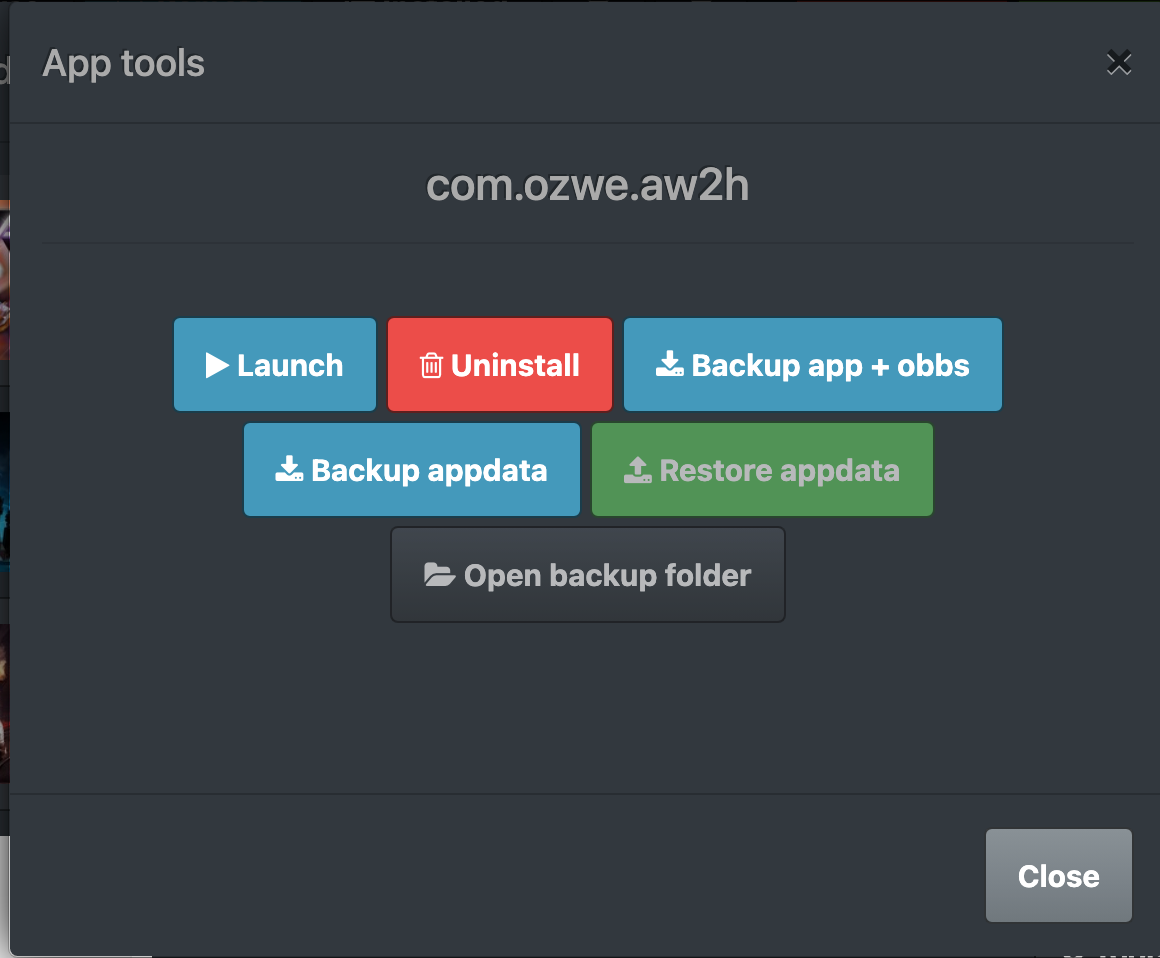 App tools
com.ozwe.aw2h
Launch Uninstall Backup app + obbs
Backup appdata Restore appdata
Open backup folder
Close